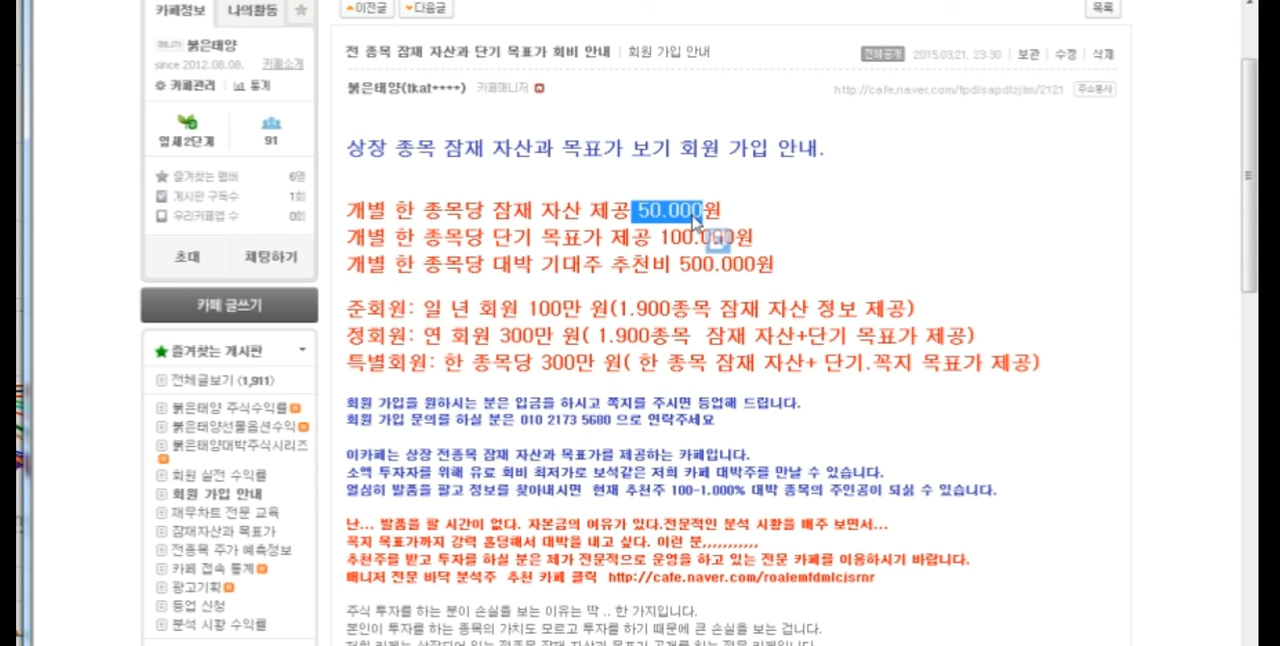 카페정보
나의활동
이전글
다음글
목록
매니저 붉은태양
since 2012.08.08.
카페소개
카페관리
통계
잎새2단계
91
즐겨찾는 멤버 6명
게시판 구독수 1회
우리카페앱 수 0회
초대
채팅하기
카페 글쓰기
즐겨찾는 게시판
전체글보기 (1,911)
붉은태양 주식수익률
붉은태양선물옵션수익
붉은태양대박주식시리즈
회원 실전 수익률
회원 가입 안내
재무차트 전문 교육
잠재자산과 목표가
전종목 주가 예측정보
카페 접속 통계
광고기획
등업 신청
분석 시황 수익률
전 종목 잠재 자산과 단기 목표가 회비 안내 | 회원 가입 안내
전체공개 2015.03.21. 23:30 | 보관 | 수정 | 삭제
붉은태양(tkat****) 카페매니저
http://cafe.naver.com/fpdlsapdlzjtm/2121 주소복사
상장 종목 잠재 자산과 목표가 보기 회원 가입 안내.
개별 한 종목당 잠재 자산 제공 50.000원
개별 한 종목당 단기 목표가 제공 100.000원
개별 한 종목당 대박 기대주 추천비 500.000원
준회원: 일 년 회원 100만 원(1.900종목 잠재 자산 정보 제공)
정회원: 연 회원 300만 원( 1.900종목 잠재 자산+단기 목표가 제공)
특별회원: 한 종목당 300만 원( 한 종목 잠재 자산+ 단기.꼭지 목표가 제공)
회원 가입을 원하시는 분은 입금을 하시고 쪽지를 주시면 등업해 드립니다.
회원 가입 문의를 하실 분은 010 2173 5680 으로 연락주세요
이카페는 상장 전종목 잠재 자산과 목표가를 제공하는 카페입니다.
소액 투자자를 위해 유료 회비 최저가로 보석같은 저희 카페 대박주를 만날 수 있습니다.
열심히 발품을 팔고 정보를 찾아내시면 현재 추천주 100-1.000% 대박 종목의 주인공이 되실 수 있습니다.
난... 발품을 팔 시간이 없다. 자본금의 여유가 있다.전문적인 분석 시황을 매주 보면서...
꼭지 목표가까지 강력 홀딩해서 대박을 내고 싶다. 이런 분,,,,,,,,,,,
추천주를 받고 투자를 하실 분은 제가 전문적으로 운영을 하고 있는 전문 카페를 이용하시기 바랍니다.
매니저 전문 바닥 분석주 추천 카페 클릭 http://cafe.naver.com/roalemfdmlcjsrnr
주식 투자를 하는 분이 손실을 보는 이유는 딱 .. 한 가지입니다.
본인이 투자를 하는 종목의 가치도 모르고 투자를 하기 때문에 큰 손실을 보는 겁니다.